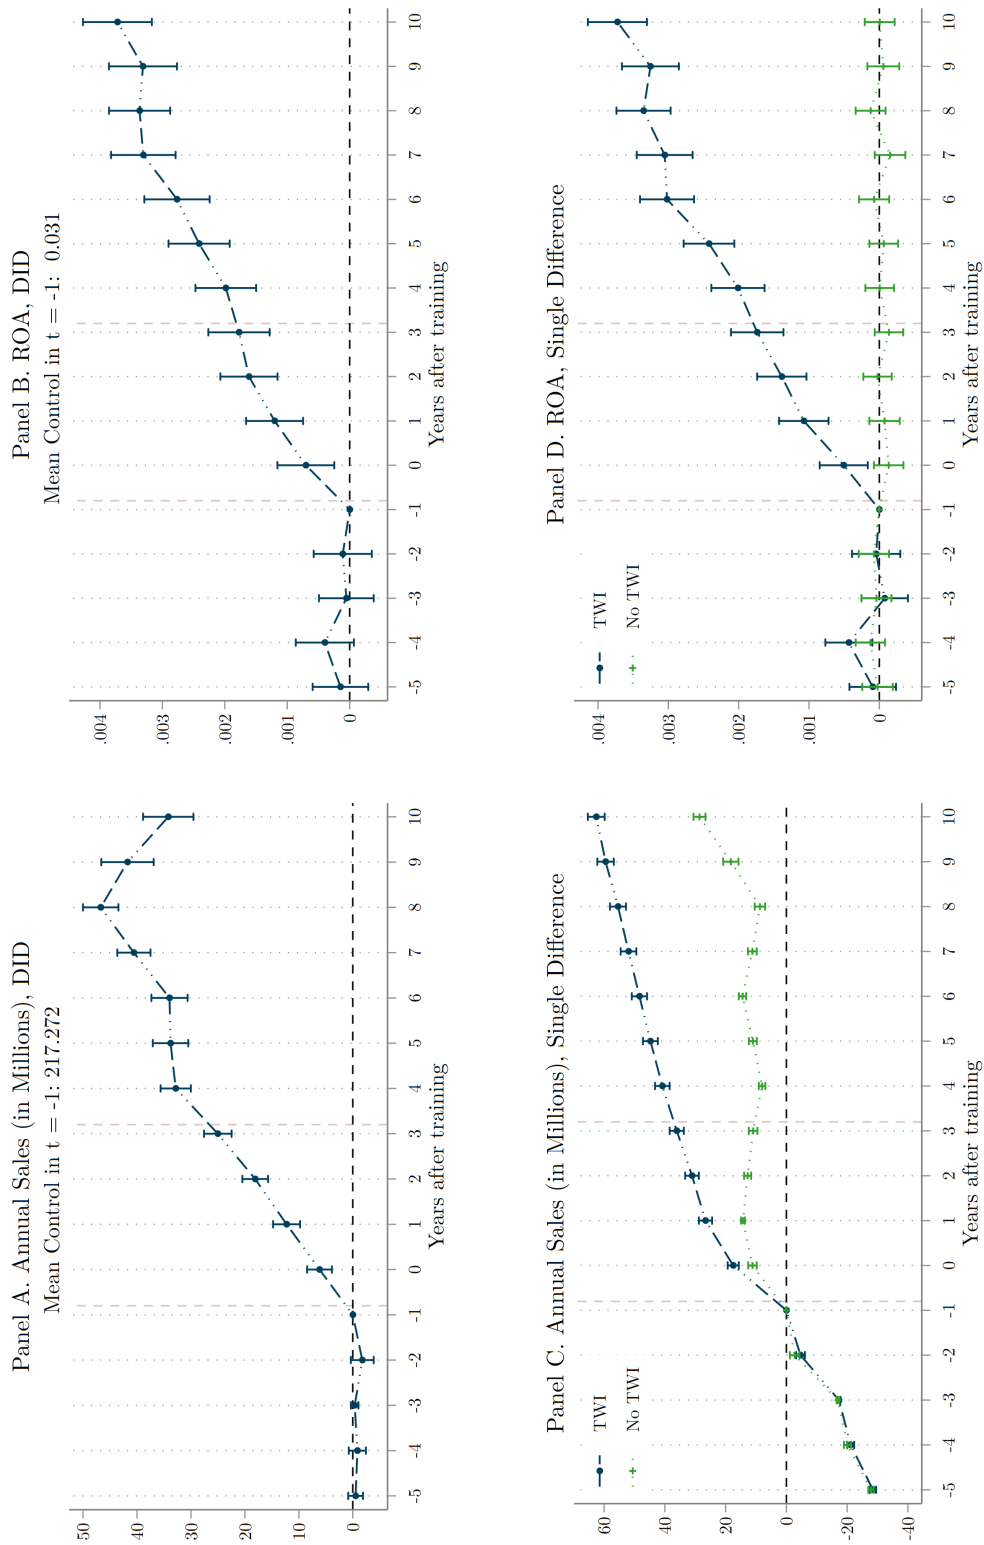 Panel A. Annual Sales (in Millions), DID
Mean Control in t = -1: 217.272
50
40
30
20
10
0
-5 -4 -3 -2 -1 0 1 2 3 4 5 6 7 8 9 10
Years after training
Panel B. ROA, DID
Mean Control in t = -1: 0.031
.004
.003
.002
.001
0
-5 -4 -3 -2 -1 0 1 2 3 4 5 6 7 8 9 10
Years after training
Panel C. Annual Sales (in Millions), Single Difference
TWI
No TWI
60
40
20
0
-20
-40
-5 -4 -3 -2 -1 0 1 2 3 4 5 6 7 8 9 10
Years after training
Panel D. ROA, Single Difference
TWI
No TWI
.004
.003
.002
.001
0
-5 -4 -3 -2 -1 0 1 2 3 4 5 6 7 8 9 10
Years after training